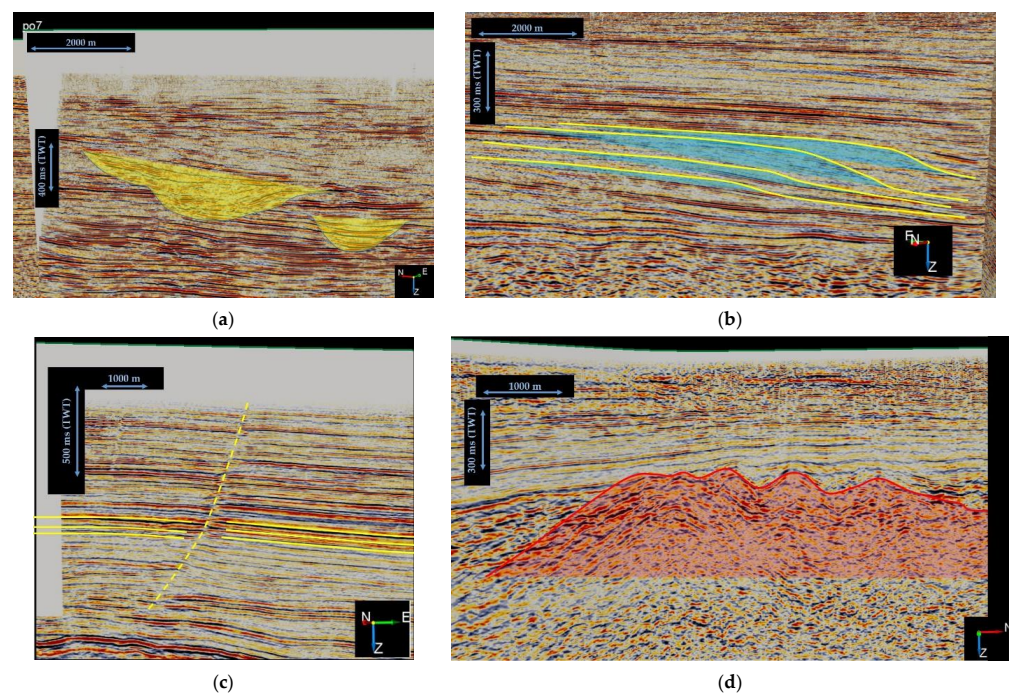 po7
2000 m
400 ms (TWT)
N E
Z
(a)
2000 m
300 ms (TWT)
Z
(b)
1000 m
500 ms (TWT)
N E
Z
(c)
1000 m
300 ms (TWT)
N
Z
(d)